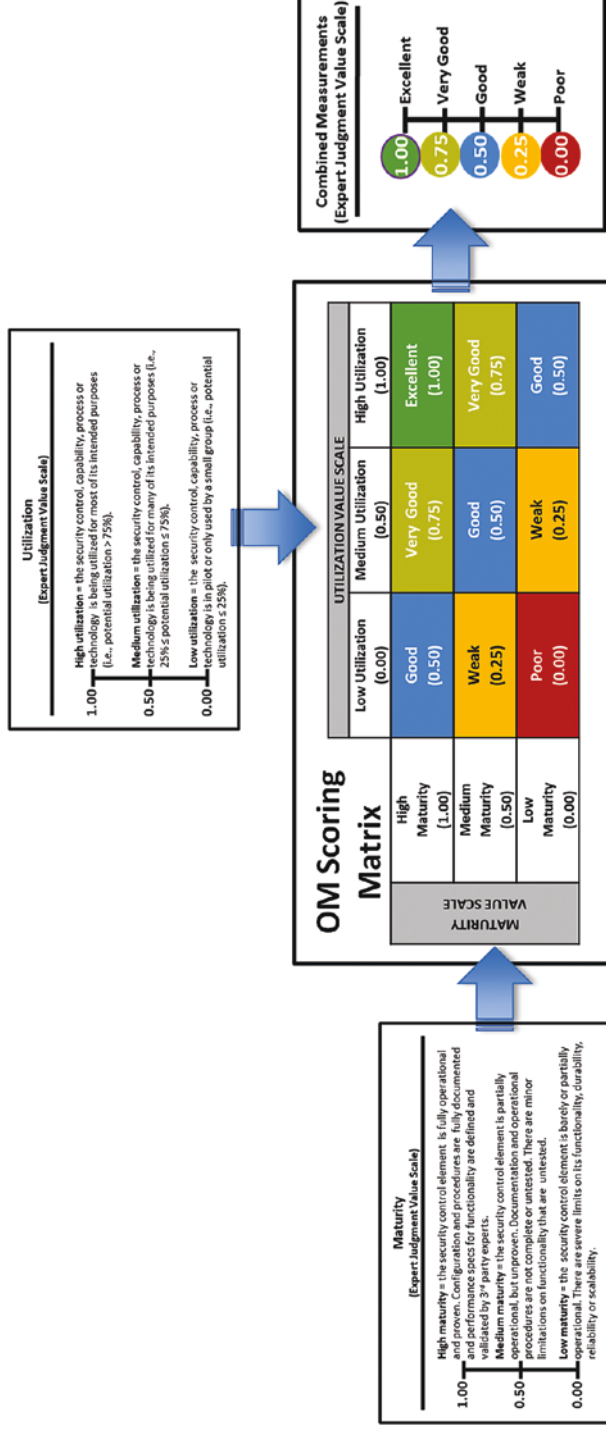 Maturity
(Expert Judgment Value Scale)
High maturity = the security control element is fully operational
and proven. Configuration and procedures are fully documented
and performance specs for functionality are defined and
validated by 3rd party experts.
Medium maturity = the security control element is partially
operational, but unproven. Documentation and operational
procedures are not complete or untested. There are minor
limitations on functionality that are untested.
Low maturity = the security control element is barely or partially
operational. There are severe limits on its functionality, durability,
reliability or scalability.
1.00
0.50
0.00
Utilization
(Expert Judgment Value Scale)
High utilization = the security control, capability, process or
technology is being utilized for most of its intended purposes
(i.e., potential utilization > 75%).
Medium utilization = the security control, capability, process or
technology is being utilized for many of its intended purposes (i.e.,
25% ≤ potential utilization ≤ 75%).
Low utilization = the security control, capability, process or
technology is in pilot or only used by a small group (i.e., potential
utilization ≤ 25%).
1.00
0.50
0.00
OM Scoring
Matrix
UTILIZATION VALUE SCALE
Low Utilization
(0.00)
Medium Utilization
(0.50)
High Utilization
(1.00)
MATURITY
VALUE SCALE
High
Maturity
(1.00)
Good
(0.50)
Very Good
(0.75)
Excellent
(1.00)
Medium
Maturity
(0.50)
Weak
(0.25)
Good
(0.50)
Very Good
(0.75)
Low
Maturity
(0.00)
Poor
(0.00)
Weak
(0.25)
Good
(0.50)
Combined Measurements
(Expert Judgment Value Scale)
1.00 Excellent
0.75 Very Good
0.50 Good
0.25 Weak
0.00 Poor